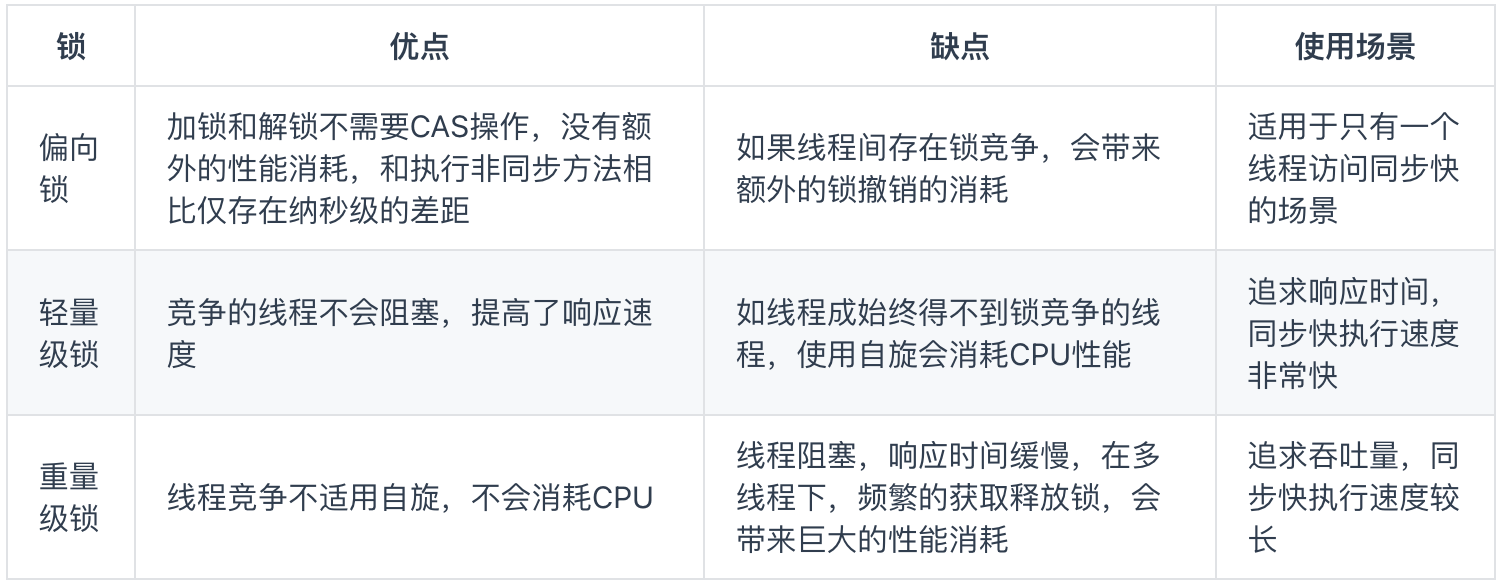 锁
优点
缺点
使用场景
偏向
锁
加锁和解锁不需要CAS操作，没有额
外的性能消耗，和执行非同步方法相
比仅存在纳秒级的差距
如果线程间存在锁竞争，会带来
额外的锁撤销的消耗
适用于只有一个
线程访问同步快
的场景
轻量
级锁
竞争的线程不会阻塞，提高了响应速
度
如线程成始终得不到锁竞争的线
程，使用自旋会消耗CPU性能
追求响应时间，
同步快执行速度
非常快
重量
级锁
线程竞争不适用自旋，不会消耗CPU
线程阻塞，响应时间缓慢，在多
线程下，频繁的获取释放锁，会
带来巨大的性能消耗
追求吞吐量，同
步快执行速度较
长